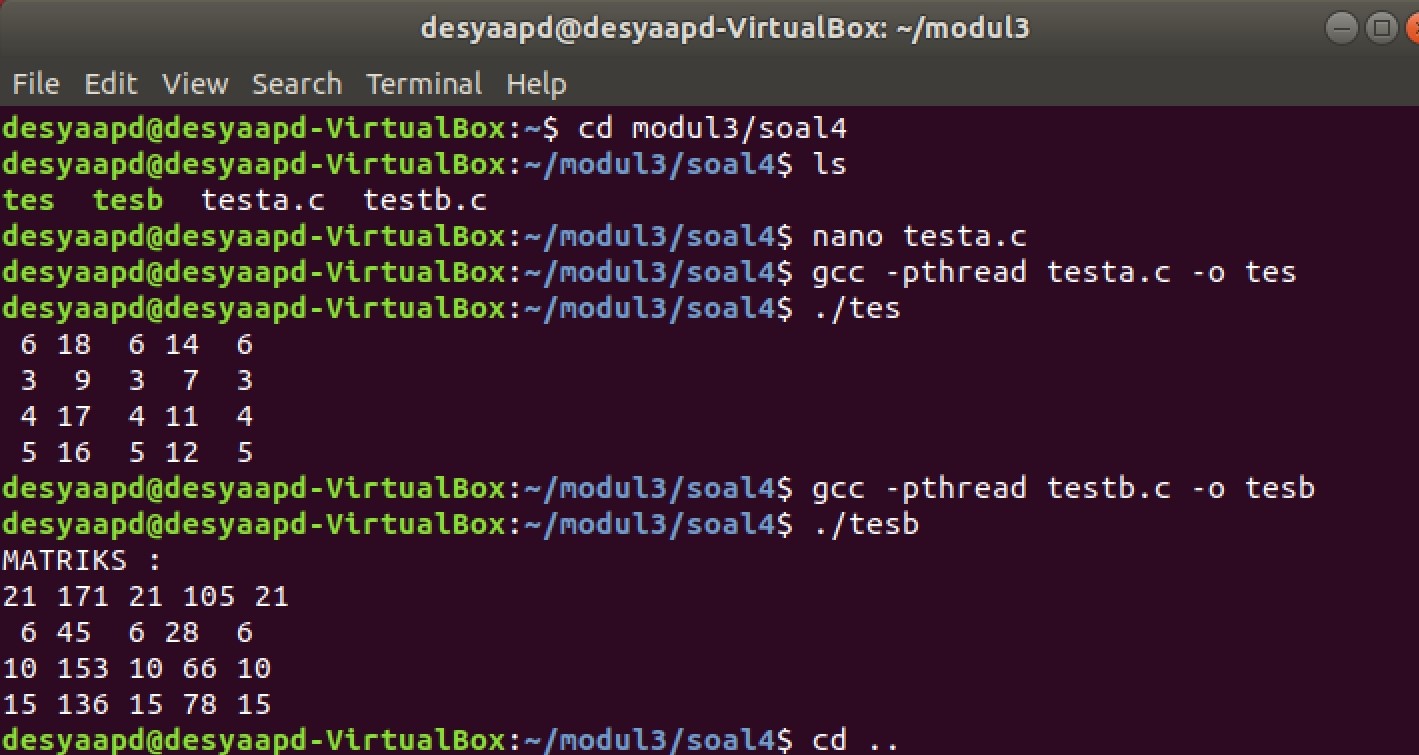 desyaapd@desyaapd-VirtualBox: ~/modul3
File Edit View Search Terminal Help
desyaapd@desyaapd-VirtualBox:~$ cd modul3/soal4
desyaapd@desyaapd-VirtualBox:~/modul3/soal4$ ls
tes  tesb  testa.c  testb.c
desyaapd@desyaapd-VirtualBox:~/modul3/soal4$ nano testa.c
desyaapd@desyaapd-VirtualBox:~/modul3/soal4$ gcc -pthread testa.c -o tes
desyaapd@desyaapd-VirtualBox:~/modul3/soal4$ ./tes
 6 18  6 14  6
 3  9  3  7  3
 4 17  4 11  4
 5 16  5 12  5
desyaapd@desyaapd-VirtualBox:~/modul3/soal4$ gcc -pthread testb.c -o tesb
desyaapd@desyaapd-VirtualBox:~/modul3/soal4$ ./tesb
MATRIKS :
21 171 21 105 21
 6 45  6 28  6
10 153 10 66 10
15 136 15 78 15
desyaapd@desyaapd-VirtualBox:~/modul3/soal4$ cd ..